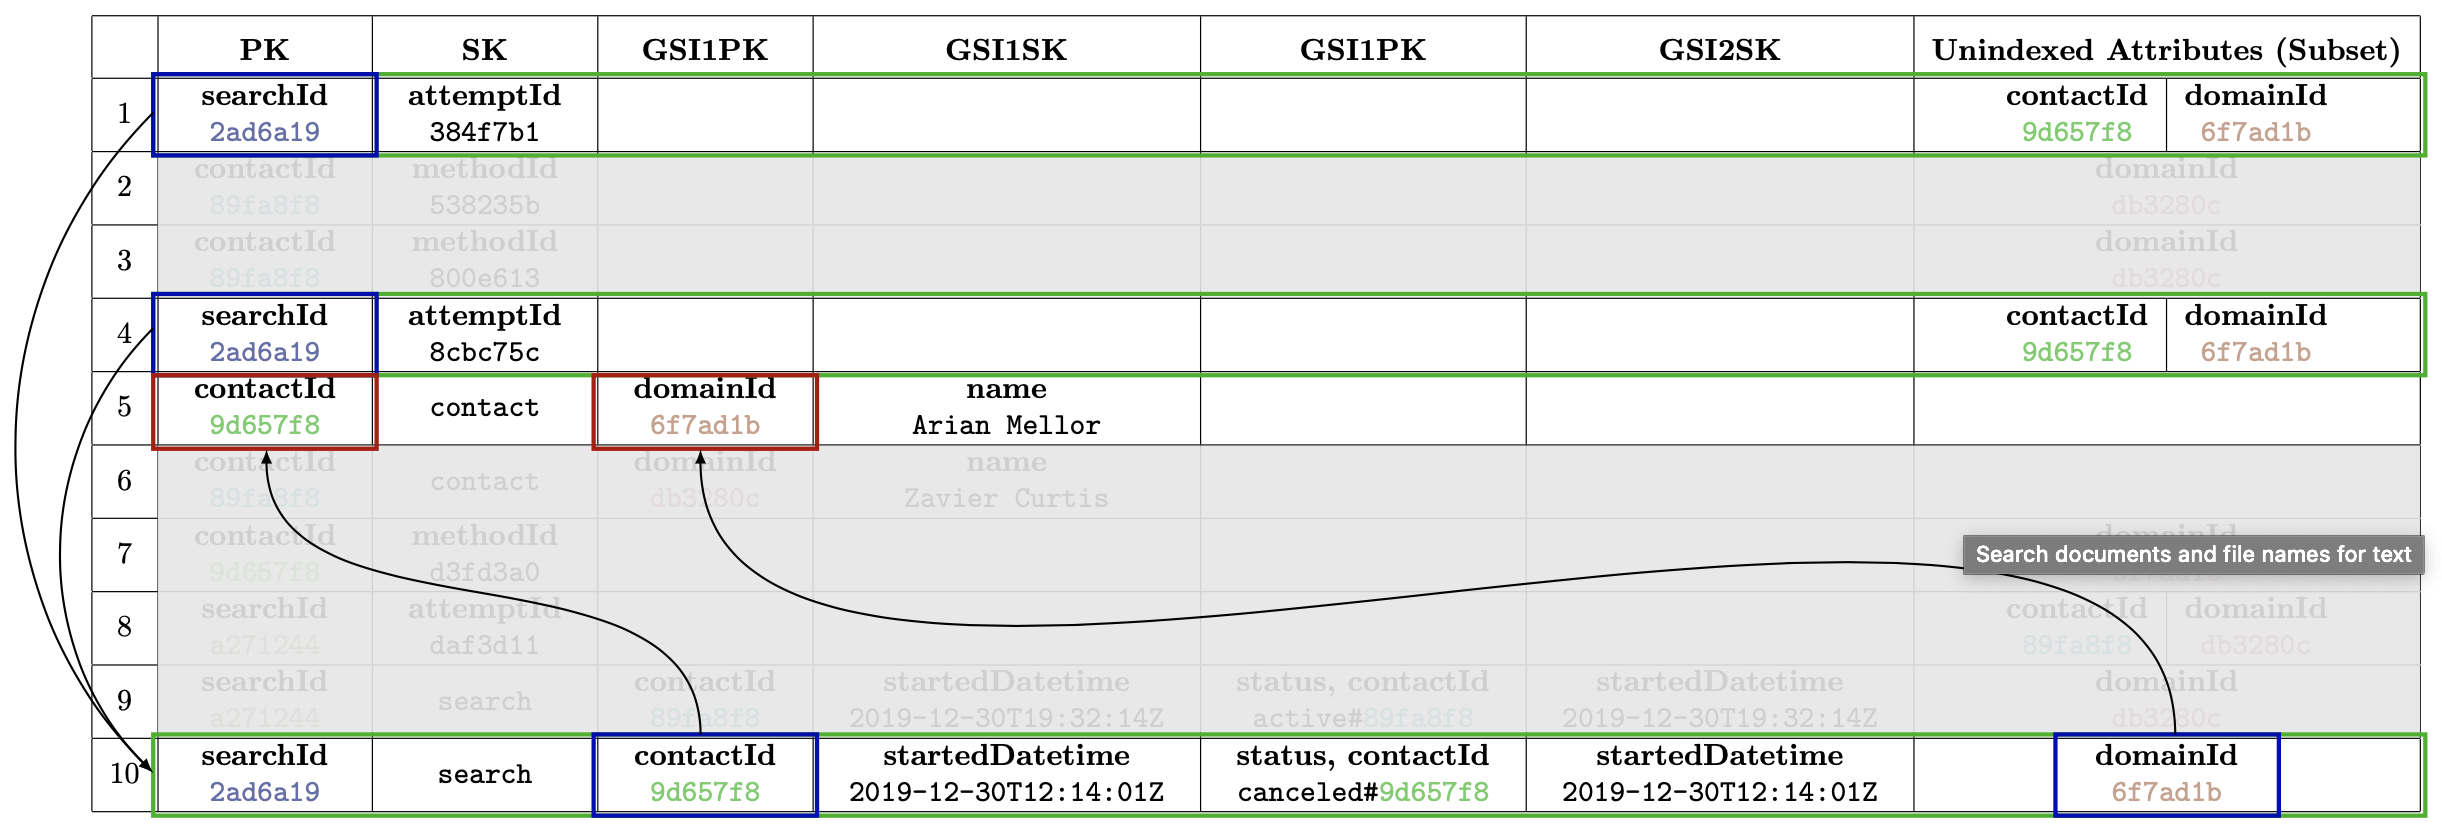 PK SK GSI1PK GSI1SK GSI1PK GSI2SK Unindexed Attributes (Subset)
searchId attemptId contactId domainId
1
2ad6a19 384f7b1 9d657f8 6f7ad1b
contactId methodId domainId
2
89fa8f8 538235b db3280c
contactId methodId domainId
3
89fa8f8 800e613 db3280c
searchId attemptId contactId domainId
4
2ad6a19 8cbc75c 9d657f8 6f7ad1b
contactId domainId name
5 contact
9d657f8 6f7ad1b Arian Mellor
contactId domainId name
6 contact
89fa8f8 db3280c Zavier Curtis
contactId methodId domainId
7 Search documents and file names for text
9d657f8 d3fd3a0
searchId attemptId contactId domainId
8
a271244 daf3d11 89fa8f8 db3280c
searchId contactId startedDatetime status, contactId startedDatetime domainId
9 search
a271244 89fa8f8 2019-12-30T19:32:14Z active#89fa8f8 2019-12-30T19:32:14Z db3280c
searchId contactId startedDatetime status, contactId startedDatetime domainId
10 search
2ad6a19 9d657f8 2019-12-30T12:14:01Z canceled#9d657f8 2019-12-30T12:14:01Z 6f7ad1b